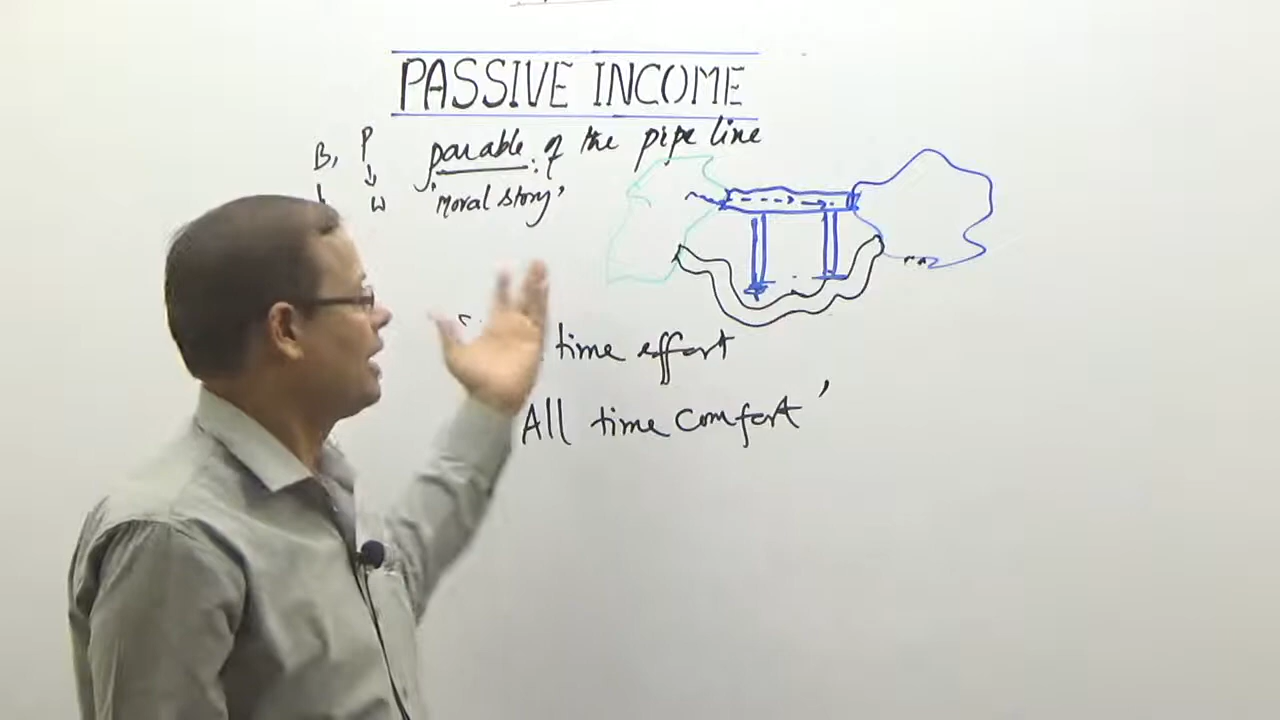 PASSIVE INCOME
B, P parable of the pipe line
w 'Moral story'
time effort
All time comfort'